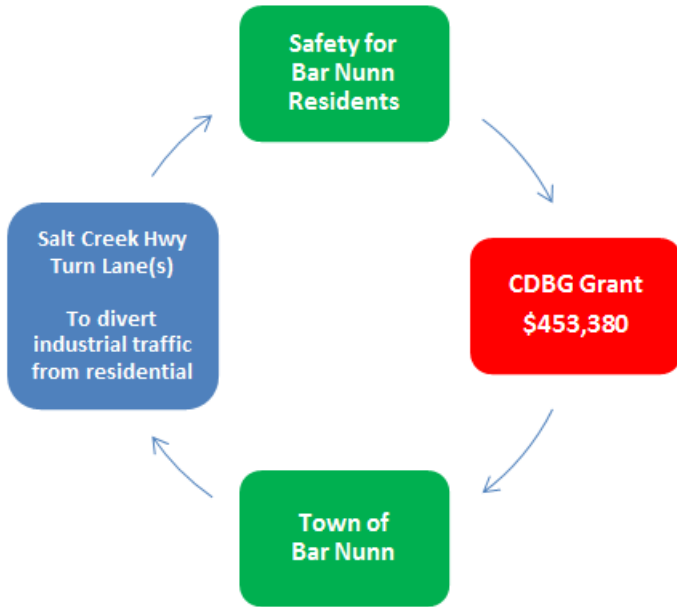 Safety for
Bar Nunn
Residents
CDBG Grant
$453,380
Town of
Bar Nunn
Salt Creek Hwy
Turn Lane(s)
To divert
industrial traffic
from residential